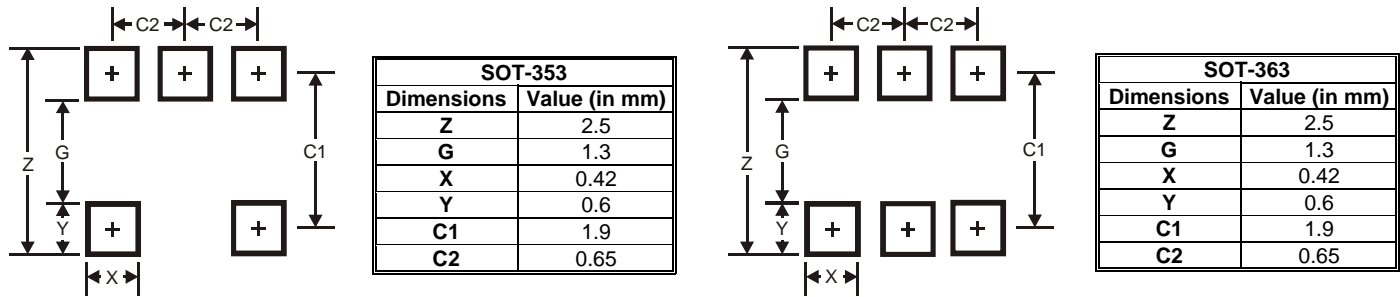 C2 C2
Z
G
Y
X
C1
SOT-353
Dimensions Value (in mm)
Z 2.5
G 1.3
X 0.42
Y 0.6
C1 1.9
C2 0.65
C2 C2
Z
G
Y
X
C1
SOT-363
Dimensions Value (in mm)
Z 2.5
G 1.3
X 0.42
Y 0.6
C1 1.9
C2 0.65